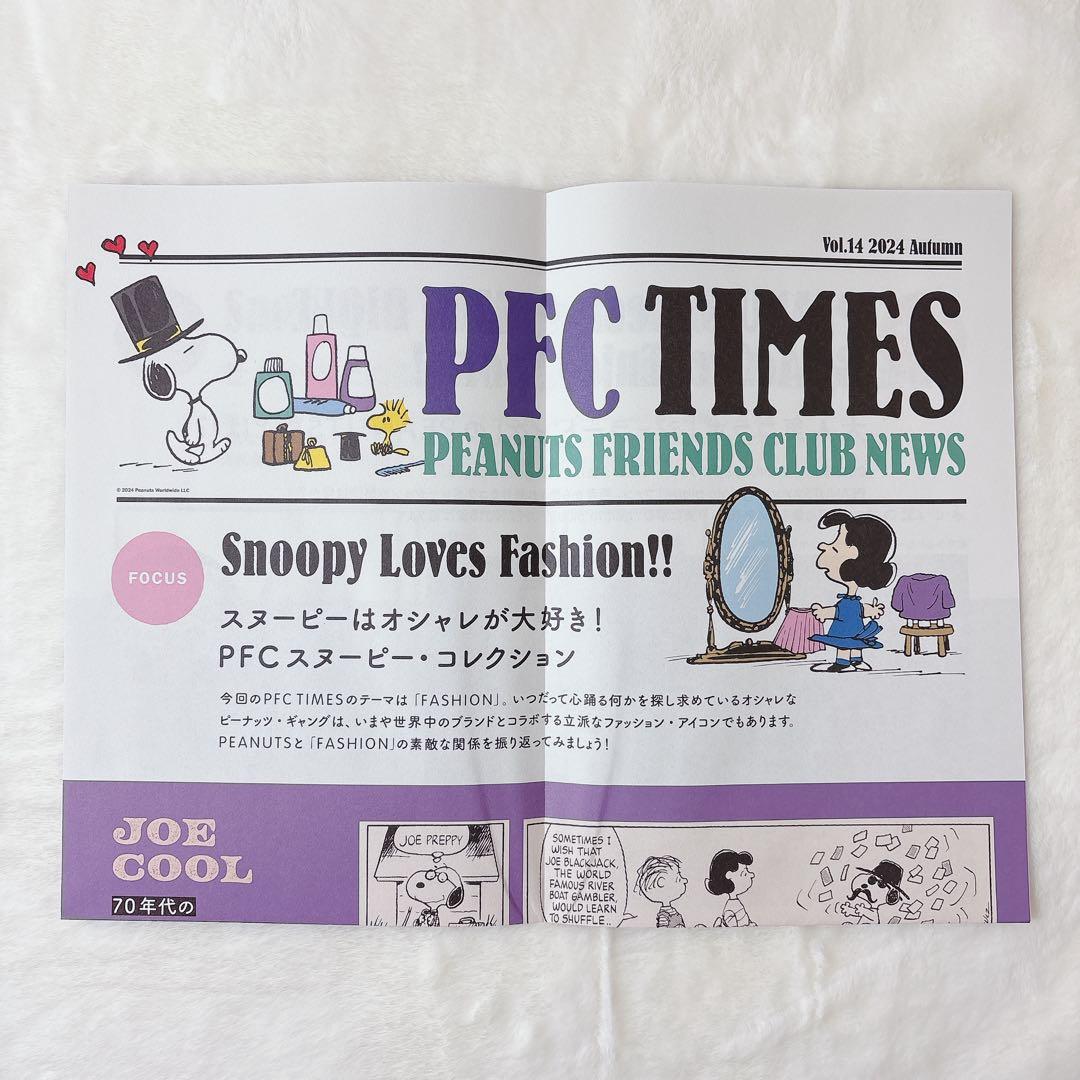 Vol.14 2024 Autumn
PFC TIMES
PEANUTS FRIENDS CLUB NEWS
© 2024 Peanuts Worldwide LLC
FOCUS
Snoopy Loves Fashion!!
スヌーピーはオシャレが大好き！
PFCスヌーピー・コレクション
今回のPFC TIMESのテーマは「FASHION」。いつだって心踊る何かを探し求めているオシャレな
ピーナッツ・ギャングは、いまや世界中のブランドとコラボする立派なファッション・アイコンでもあります。
PEANUTSと「FASHION」の素敵な関係を振り返ってみましょう！
JOE
COOL
70年代の
JOE PREPPY
SOMETIMES I
WISH THAT
JOE BLACKJACK,
THE WORLD
FAMOUS RIVER
BOAT GAMBLER,
WOULD LEARN
TO SHUFFLE..